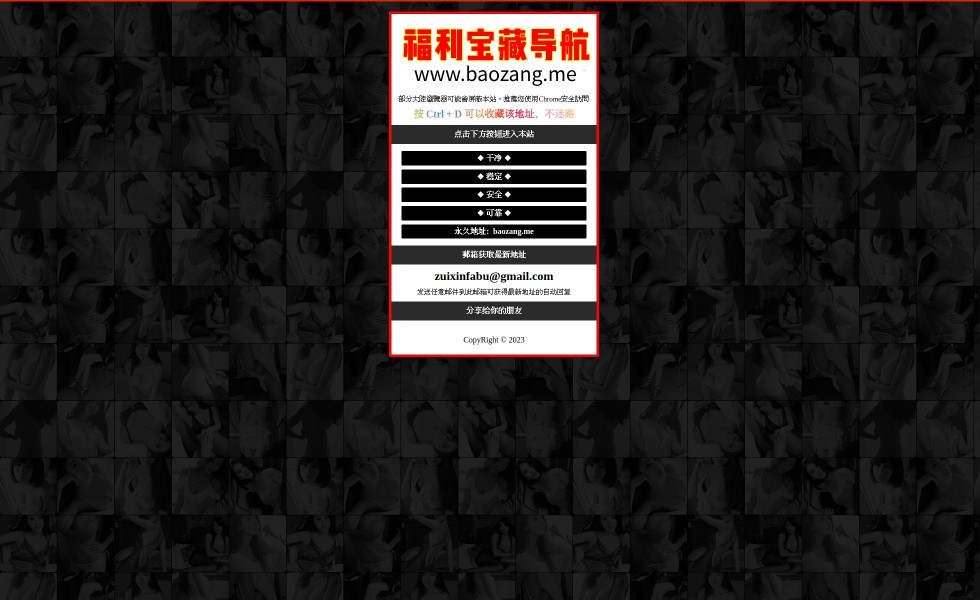 福利宝藏导航
www.baozang.me
部分大陸瀏覽器可能會屏蔽本站，推薦您使用Chrome安全訪問
按 Ctrl + D 可以收藏该地址，不迷路
点击下方按钮进入本站
◆ 干净 ◆
◆ 稳定 ◆
◆ 安全 ◆
◆ 可靠 ◆
永久地址: baozang.me
邮箱获取最新地址
zuixinfabu@gmail.com
发送任意邮件到此邮箱可获得最新地址的自动回复
分享给你的朋友
CopyRight © 2023